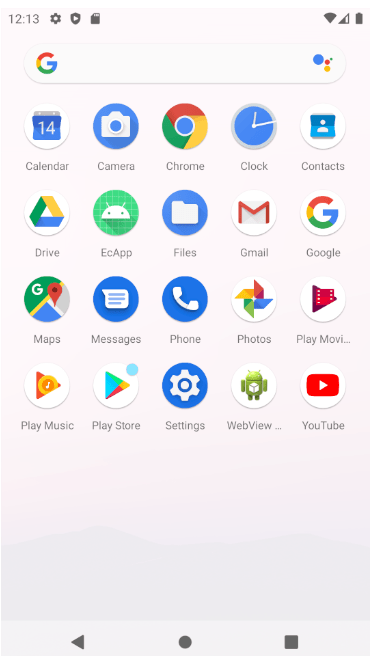 12:13
14
Calendar Camera Chrome Clock Contacts
Drive EcApp Files Gmail Google
G
Maps Messages Phone Photos Play Movi...
Play Music Play Store Settings WebView ... YouTube